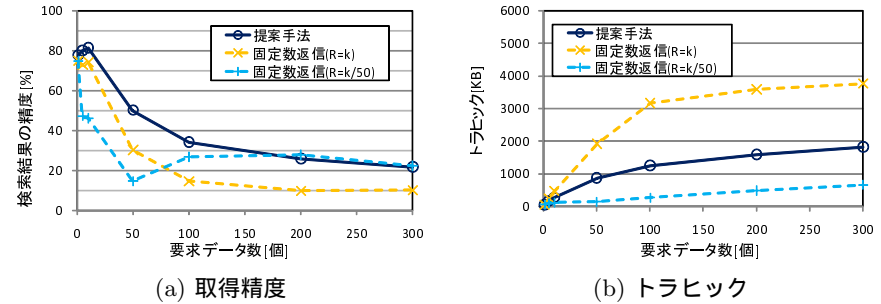 検索結果の精度[%]
100
80
60
40
20
0
提案手法
固定数返信(R=k)
固定数返信(R=k/50)
0 50 100 150 200 250 300
要求データ数[個]
(a) 取得精度
トラヒック[KB]
6000
5000
4000
3000
2000
1000
0
提案手法
固定数返信(R=k)
固定数返信(R=k/50)
0 50 100 150 200 250 300
要求データ数[個]
(b) トラヒック